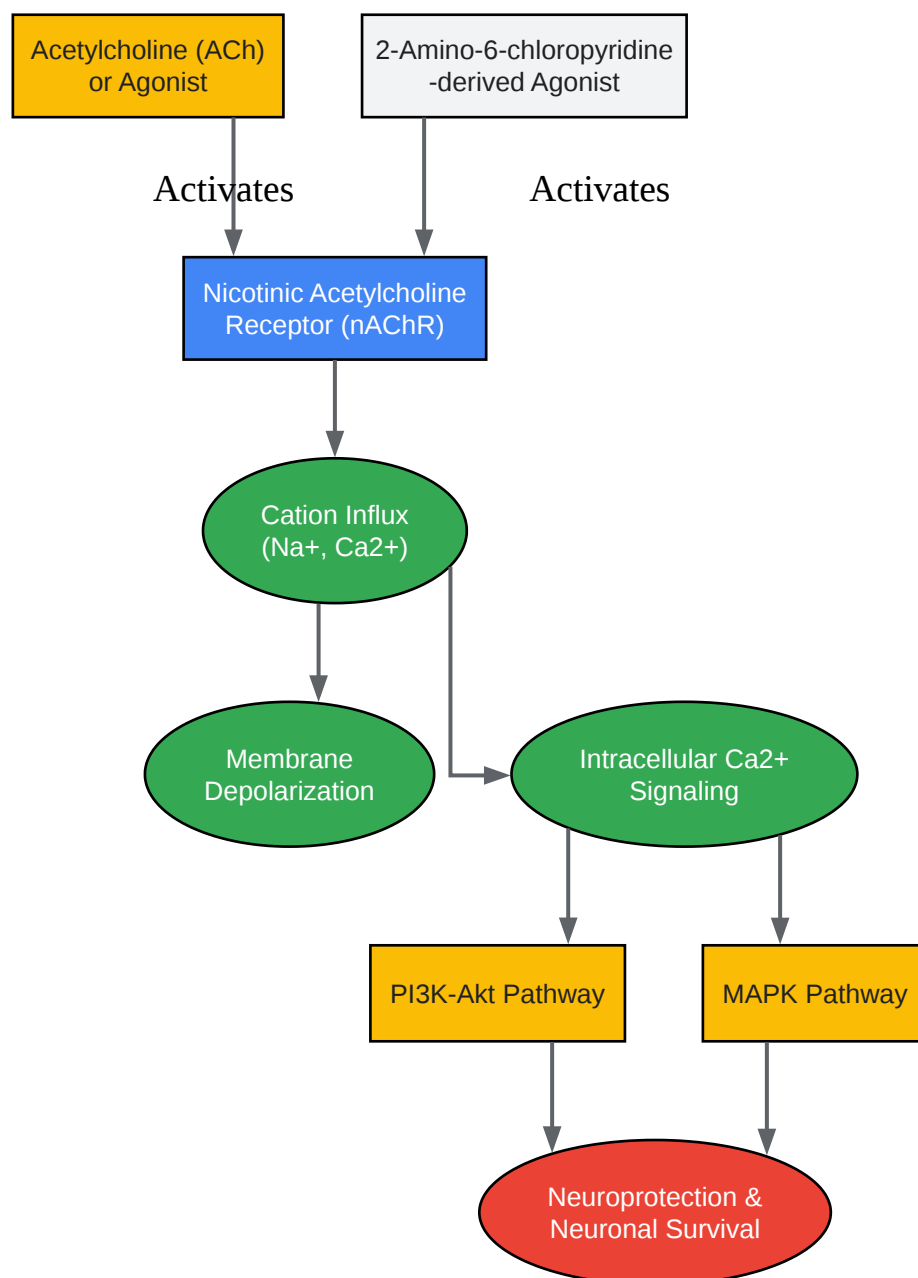 Acetylcholine (ACh)
or Agonist
2-Amino-6-chloropyridine
-derived Agonist
Activates
Activates
Nicotinic Acetylcholine
Receptor (nAChR)
Cation Influx
(Na+, Ca2+)
Membrane
Depolarization
Intracellular Ca2+
Signaling
PI3K-Akt Pathway
MAPK Pathway
Neuroprotection &
Neuronal Survival